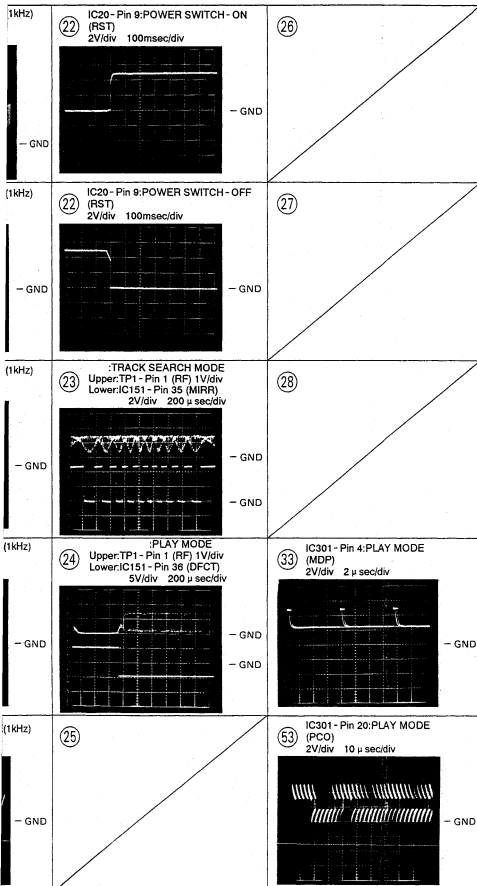 1kHz)
- GND
22
IC20 - Pin 9:POWER SWITCH - ON
(RST)
2V/div 100msec/div
- GND
26
(1kHz)
- GND
22
IC20 - Pin 9:POWER SWITCH - OFF
(RST)
2V/div 100msec/div
- GND
27
(1kHz)
- GND
23
:TRACK SEARCH MODE
Upper:TP1 - Pin 1 (RF) 1V/div
Lower:IC151 - Pin 35 (MIRR)
2V/div 200 μ sec/div
- GND
- GND
28
(1kHz)
- GND
24
:PLAY MODE
Upper:TP1 - Pin 1 (RF) 1V/div
Lower:IC151 - Pin 36 (DFCT)
5V/div 200 μ sec/div
- GND
- GND
33
IC301 - Pin 4:PLAY MODE
(MDP)
2V/div 2 μ sec/div
- GND
(1kHz)
- GND
25
53
IC301 - Pin 20:PLAY MODE
(PCO)
2V/div 10 μ sec/div
- GND